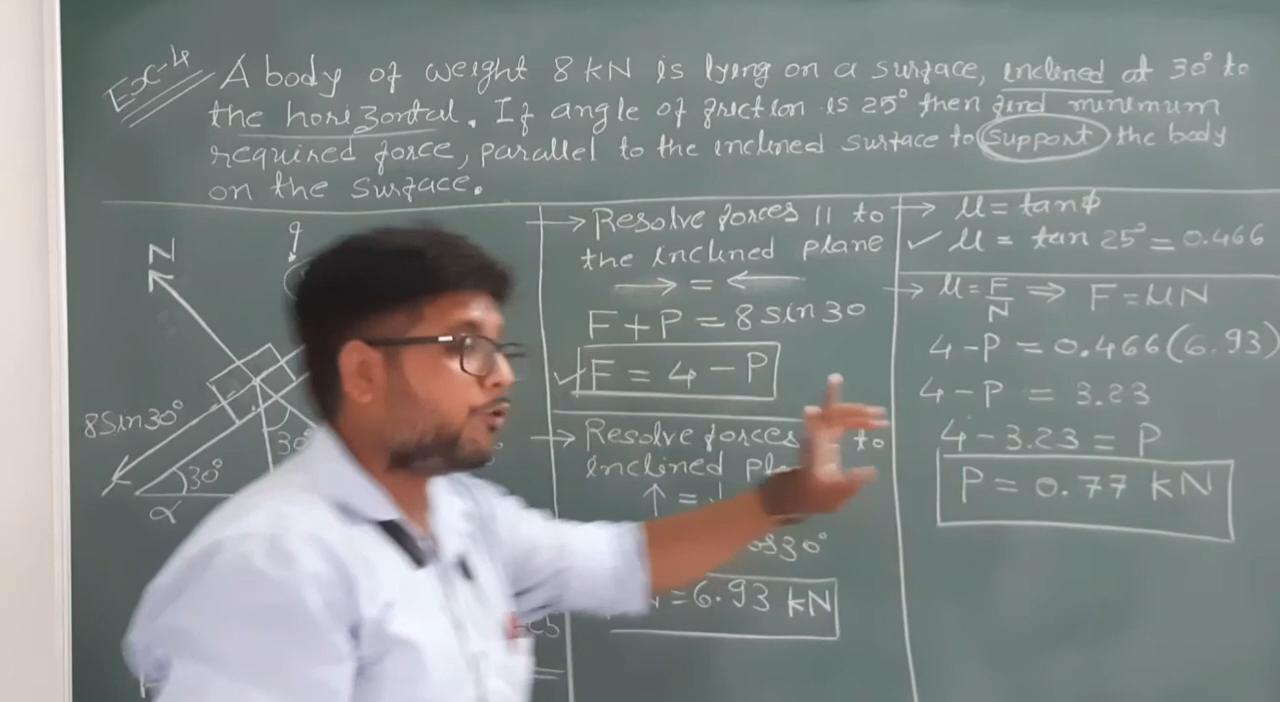 Ex-4
A body of weight 8 kN is lying on a surface, inclined at 30° to
the horizontal. If angle of friction is 25° then find minimum
required force, parallel to the inclined surface to support the body
on the surface.
N
8Sin30°
30°
30
α
→ Resolve forces || to
the inclined plane
→ = ←
F + P = 8 sin 30
✓ F = 4 - P
→ Resolve forces to
inclined
↑ =
os30°
= 6.93 kN
→ μ = tanϕ
✓ μ = tan 25° = 0.466
→ μ = F/N ⇒ F = μN
4 - P = 0.466(6.93)
4 - P = 3.23
4 - 3.23 = P
P = 0.77 kN